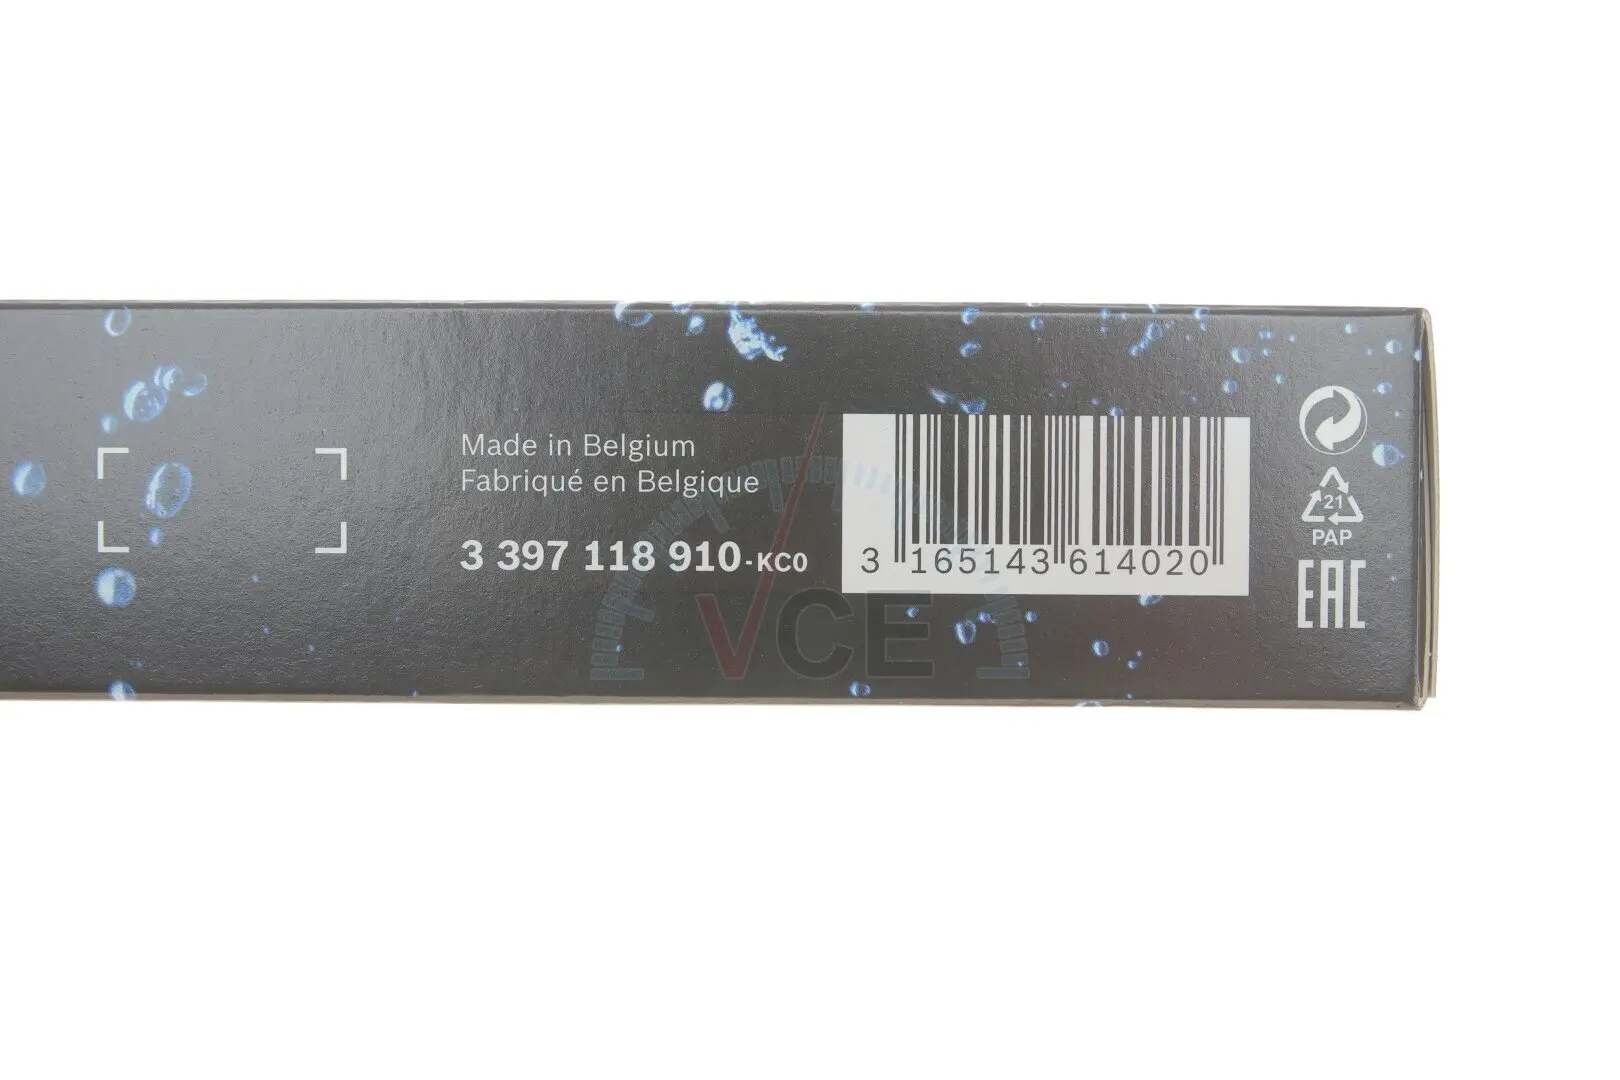 Made in Belgium
Fabriqué en Belgique
3 397 118 910-KC0
3 165143 614020
21
PAP
EAC
VCE